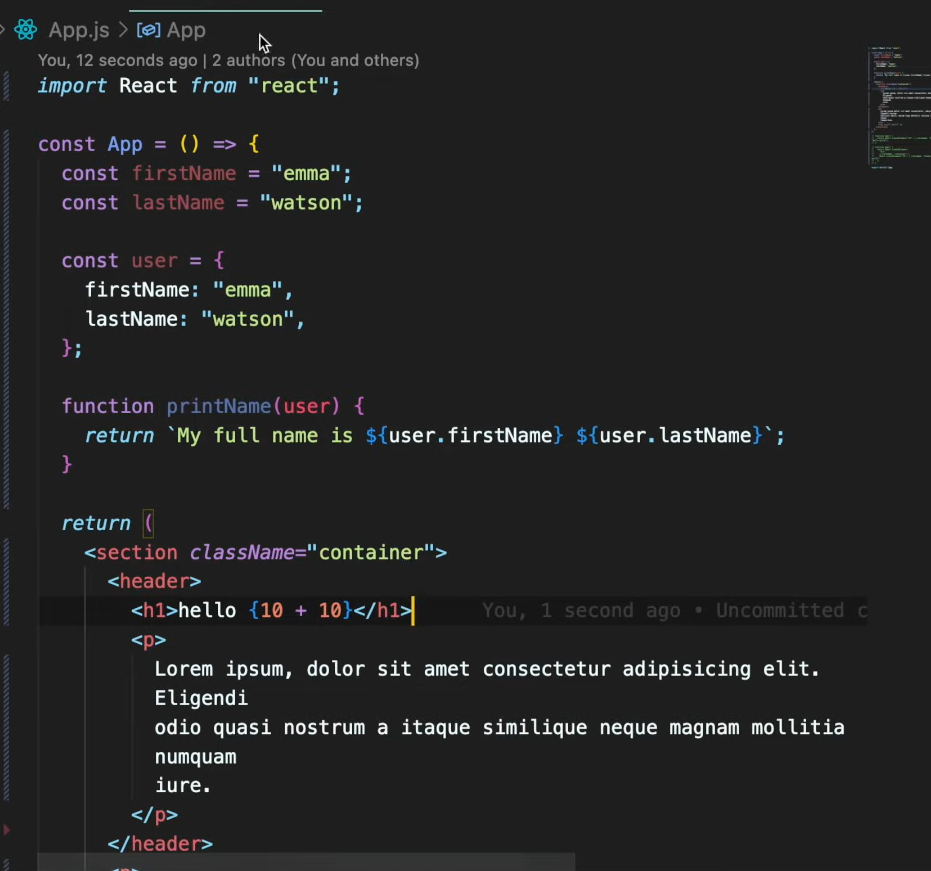 App.js > App
You, 12 seconds ago | 2 authors (You and others)
import React from "react";
const App = () => {
const firstName = "emma";
const lastName = "watson";
const user = {
firstName: "emma",
lastName: "watson",
};
function printName(user) {
return `My full name is ${user.firstName} ${user.lastName}`;
}
return (
<section className="container">
<header>
<h1>hello {10 + 10}</h1> You, 1 second ago • Uncommitted c
<p>
Lorem ipsum, dolor sit amet consectetur adipisicing elit.
Eligendi
odio quasi nostrum a itaque similique neque magnam mollitia
numquam
iure.
</p>
</header>